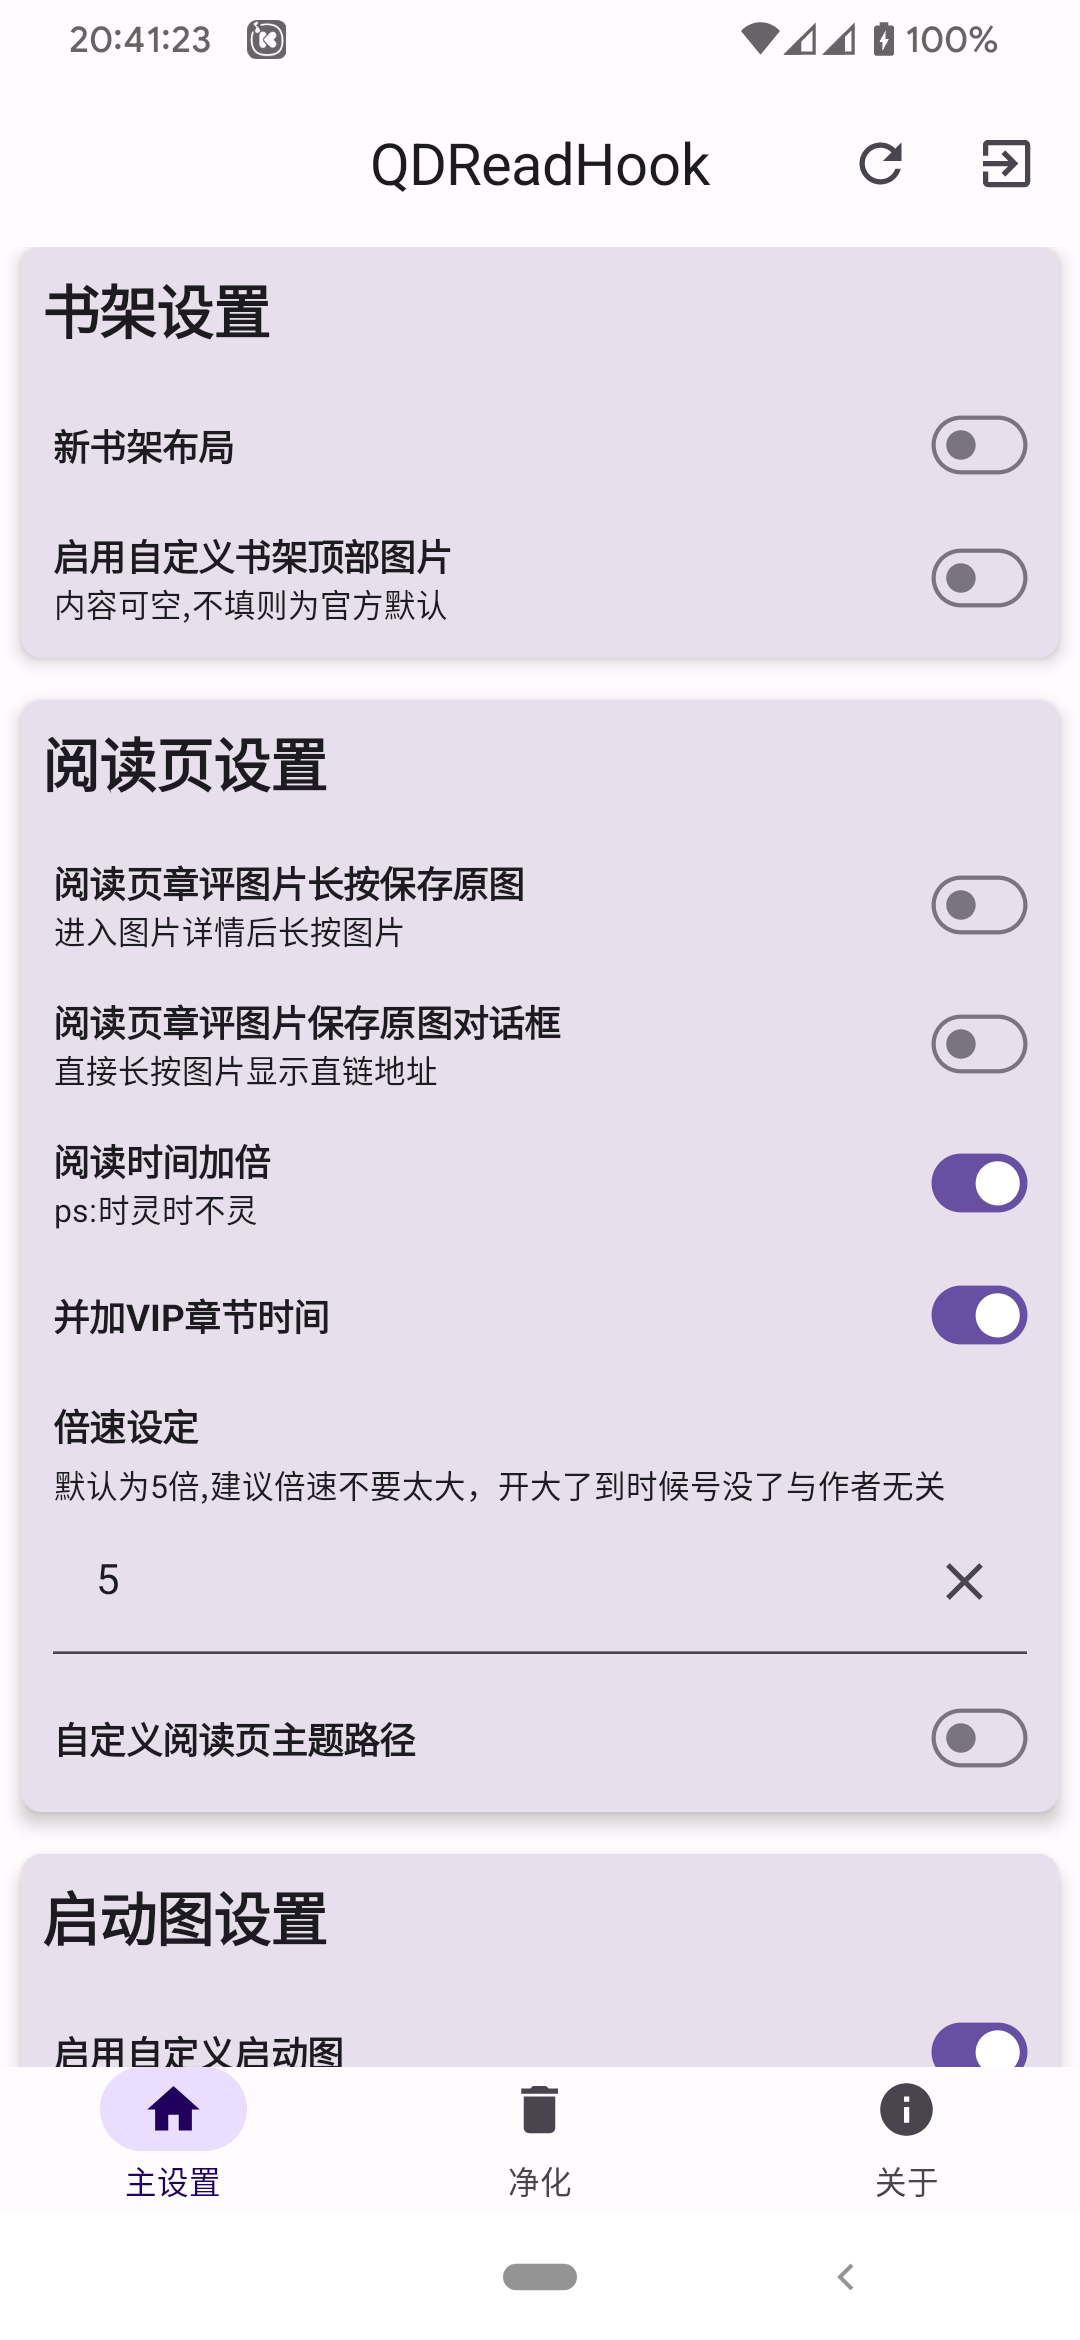 20:41:23
100%
QDReadHook
书架设置
新书架布局
启用自定义书架顶部图片
内容可空,不填则为官方默认
阅读页设置
阅读页章评图片长按保存原图
进入图片详情后长按图片
阅读页章评图片保存原图对话框
直接长按图片显示直链地址
阅读时间加倍
ps:时灵时不灵
并加VIP章节时间
倍速设定
默认为5倍,建议倍速不要太大，开大了到时候号没了与作者无关
5
自定义阅读页主题路径
启动图设置
启用自定义启动图
主设置
净化
关于